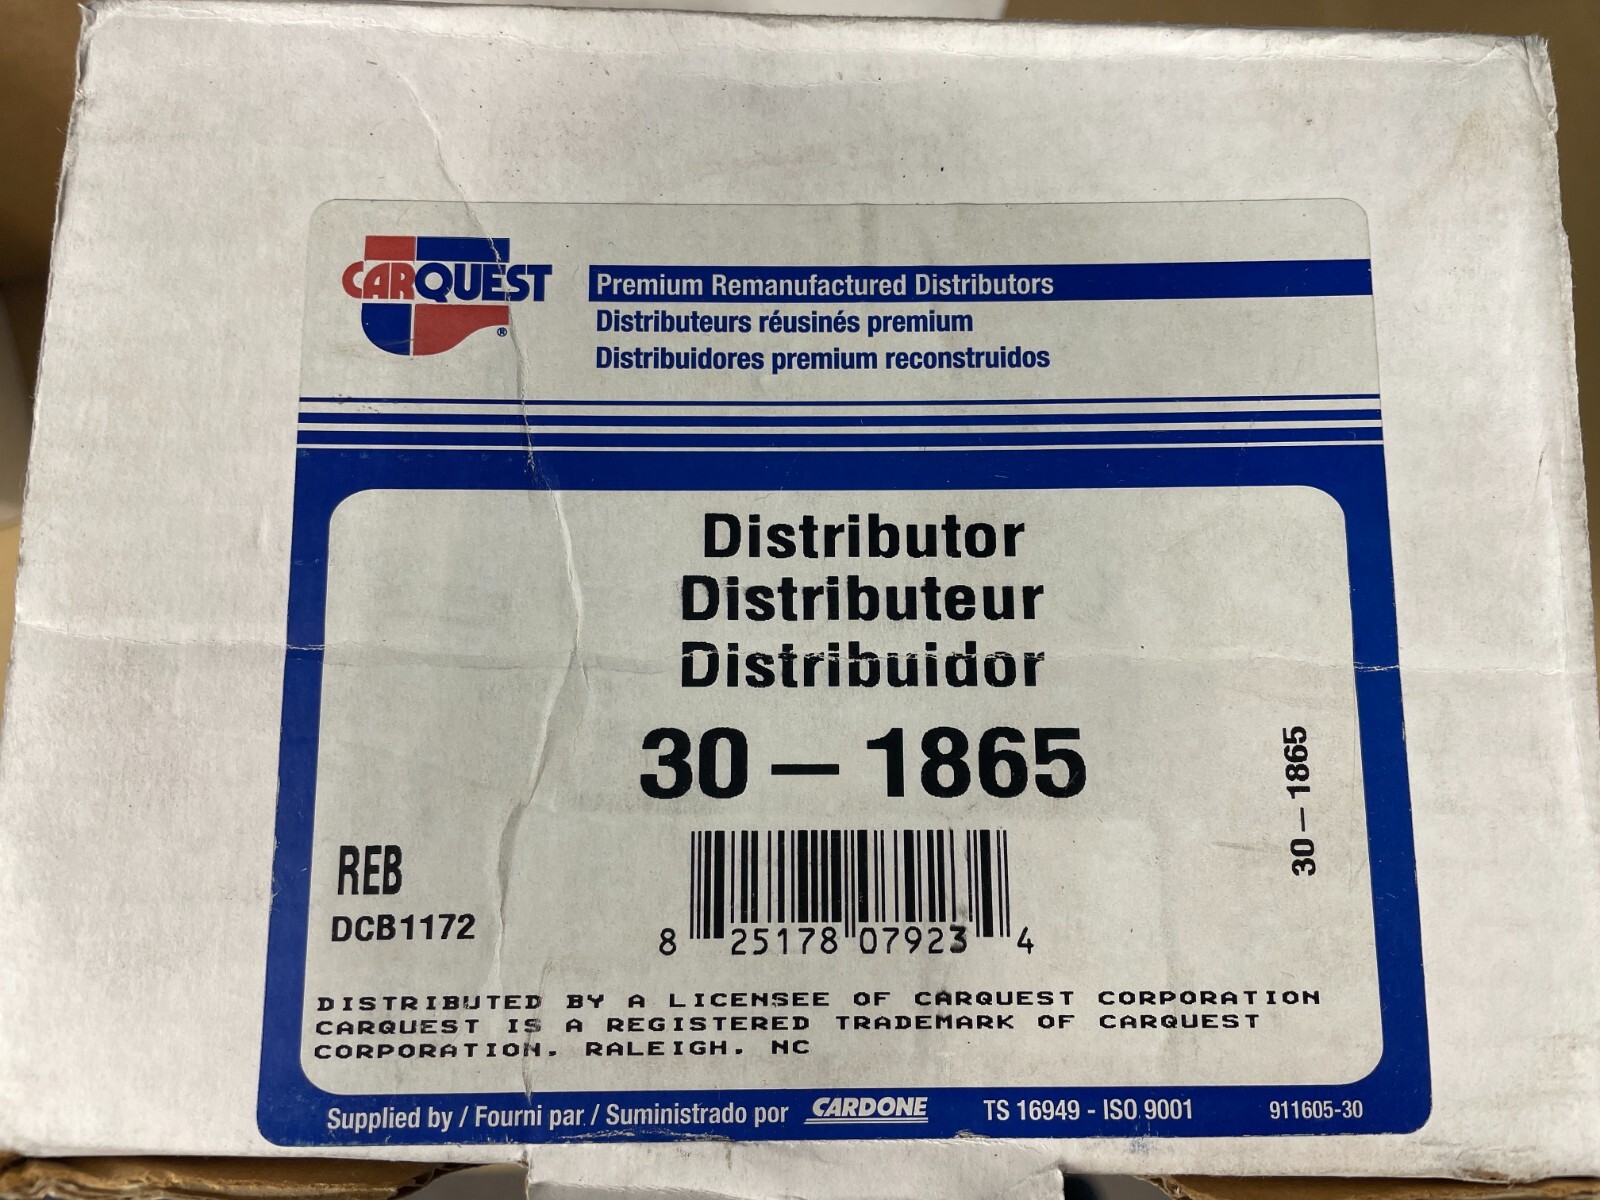 CARQUEST
®
Premium Remanufactured Distributors
Distributeurs réusinés premium
Distribuidores premium reconstruidos
Distributor
Distributeur
Distribuidor
30 — 1865
30 — 1865
REB
DCB1172
8 25178 07923 4
DISTRIBUTED BY A LICENSEE OF CARQUEST CORPORATION
CARQUEST IS A REGISTERED TRADEMARK OF CARQUEST
CORPORATION. RALEIGH. NC
Supplied by / Fourni par / Suministrado por CARDONE TS 16949 - ISO 9001 911605-30